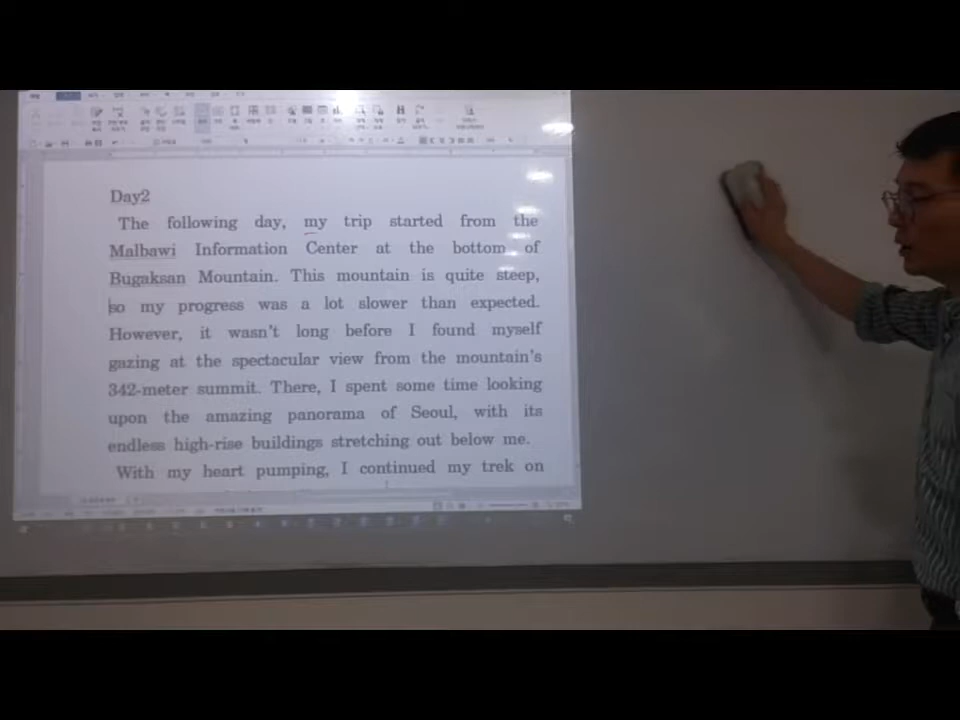 Day2
The following day, my trip started from the
Malbawi Information Center at the bottom of
Bugaksan Mountain. This mountain is quite steep,
so my progress was a lot slower than expected.
However, it wasn't long before I found myself
gazing at the spectacular view from the mountain's
342-meter summit. There, I spent some time looking
upon the amazing panorama of Seoul, with its
endless high-rise buildings stretching out below me.
With my heart pumping, I continued my trek on